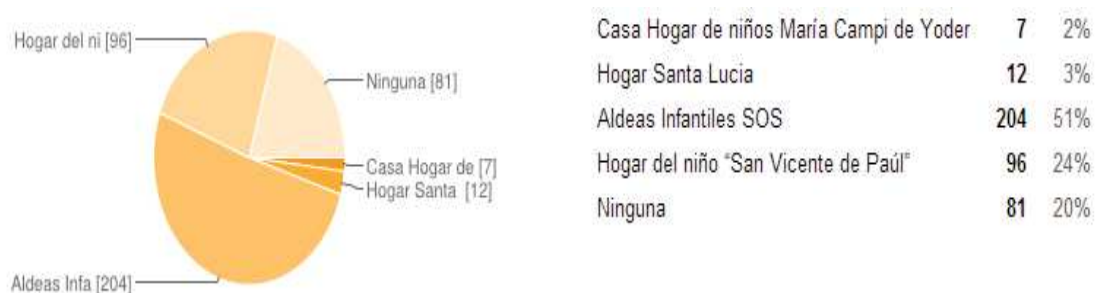 Hogar del ni [96]
Ninguna [81]
Casa Hogar de [7]
Hogar Santa [12]
Aldeas Infa [204]
Casa Hogar de niños María Campi de Yoder 7 2%
Hogar Santa Lucia 12 3%
Aldeas Infantiles SOS 204 51%
Hogar del niño "San Vicente de Paúl" 96 24%
Ninguna 81 20%